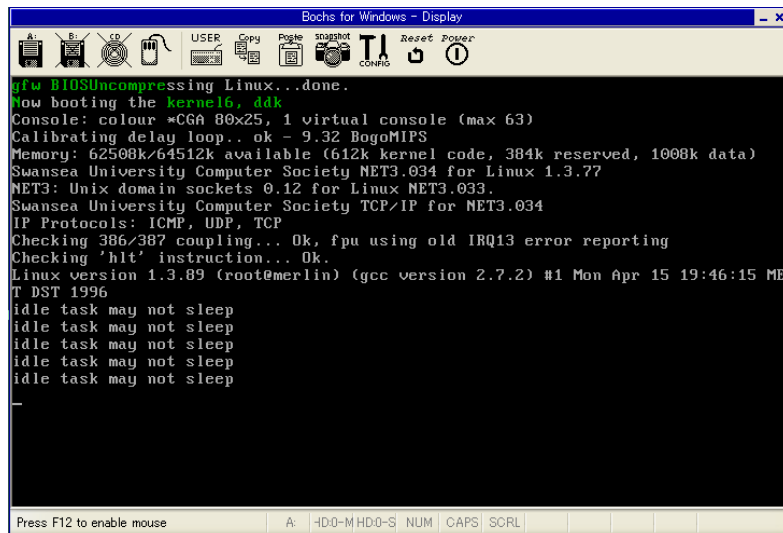 Bochs for Windows - Display
A: B: CD USER Copy Paste snapshot CONFIG Reset Power
gfw BIOSUncompressing Linux...done.
Now booting the kernel6, ddk
Console: colour *CGA 80x25, 1 virtual console (max 63)
Calibrating delay loop.. ok - 9.32 BogoMIPS
Memory: 62508k/64512k available (612k kernel code, 384k reserved, 1008k data)
Swansea University Computer Society NET3.034 for Linux 1.3.77
NET3: Unix domain sockets 0.12 for Linux NET3.033.
Swansea University Computer Society TCP/IP for NET3.034
IP Protocols: ICMP, UDP, TCP
Checking 386/387 coupling... Ok, fpu using old IRQ13 error reporting
Checking 'hlt' instruction... Ok.
Linux version 1.3.89 (root@merlin) (gcc version 2.7.2) #1 Mon Apr 15 19:46:15 ME
T DST 1996
idle task may not sleep
idle task may not sleep
idle task may not sleep
idle task may not sleep
idle task may not sleep
Press F12 to enable mouse A: HD:0-M HD:0-S NUM CAPS SCRL